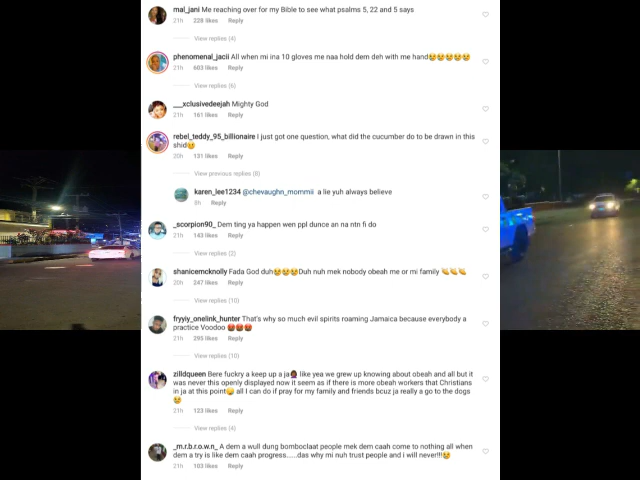 mal_jani Me reaching over for my Bible to see what psalms 5, 22 and 5 says
21h 228 likes Reply
View replies (4)
phenomenal_jacii All when mi ina 10 gloves me naa hold dem deh with me hand😢😢😢😢😢
21h 603 likes Reply
View replies (6)
___xclusivedeejah Mighty God
21h 161 likes Reply
rebel_teddy_95_billionaire I just got one question, what did the cucumber do to be drawn in this
shid😢
20h 131 likes Reply
View previous replies (8)
karen_lee1234 @chevaughn_mommii a lie yuh always believe
8h Reply
_scorpion90_ Dem ting ya happen wen ppl dunce an na ntn fi do
21h 143 likes Reply
View replies (2)
shanicemcknolly Fada God duh😢😢😢Duh nuh mek nobody obeah me or mi family 👏👏👏
20h 247 likes Reply
View replies (10)
fryyiy_onelink_hunter That's why so much evil spirits roaming Jamaica because everybody a
practice Voodoo 😡😡😡
21h 295 likes Reply
View replies (10)
zilldqueen Bere fuckry a keep up a ja🤦🏿‍♀️ like yea we grew up knowing about obeah and all but it
was never this openly displayed now it seem as if there is more obeah workers that Christians
in ja at this point😞 all I can do if pray for my family and friends bcuz ja really a go to the dogs
😢
21h 123 likes Reply
View replies (4)
_m.r.b.r.o.w.n_ A dem a wull dung bomboclaat people mek dem caah come to nothing all when
dem a try is like dem caah progress......das why mi nuh trust people and i will never!!!😢
21h 183 likes Reply